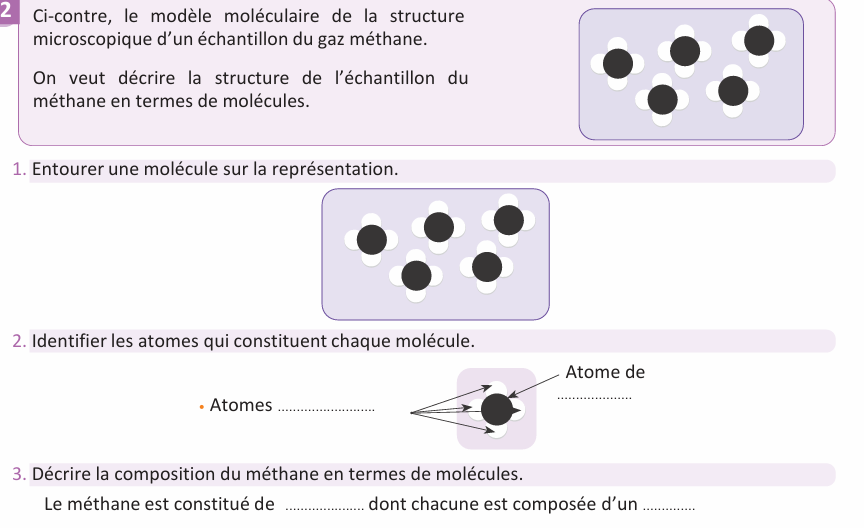 2
Ci-contre, le modèle moléculaire de la structure
microscopique d'un échantillon du gaz méthane.
On veut décrire la structure de l'échantillon du
méthane en termes de molécules.
1. Entourer une molécule sur la représentation.
2. Identifier les atomes qui constituent chaque molécule.
Atome de
....................
• Atomes ..........................
3. Décrire la composition du méthane en termes de molécules.
Le méthane est constitué de ..................... dont chacune est composée d'un ..............